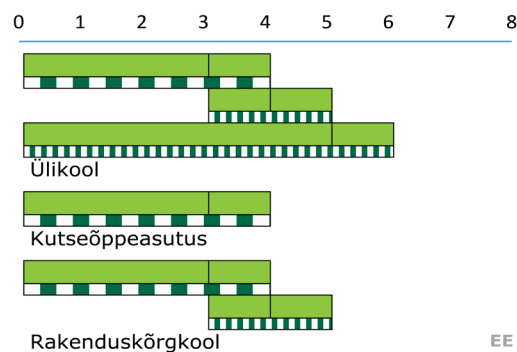 0 1 2 3 4 5 6 7 8
Ülikool
Kutseõppeasutus
Rakenduskõrgkool
EE